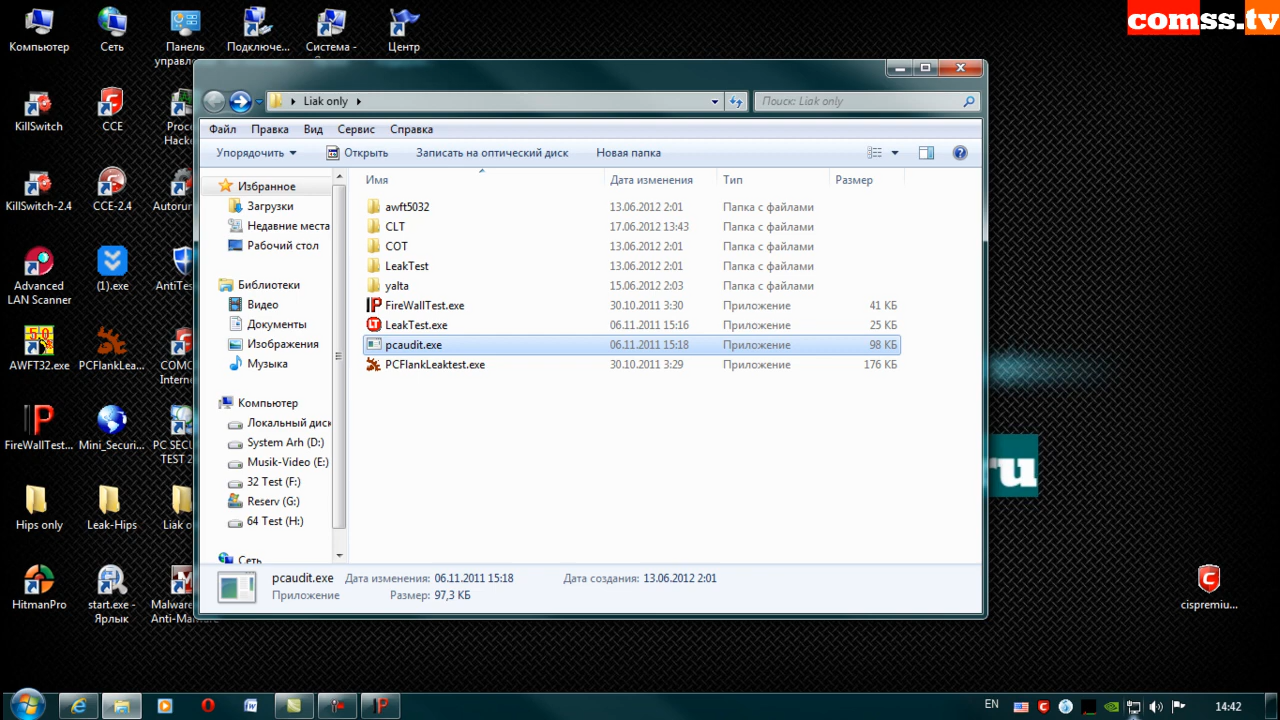 comss.tv
Компьютер
Сеть
Панель управ
Подключе...
Система -
Центр
KillSwitch
CCE
Proc
Hacke
KillSwitch-2.4
CCE-2.4
Autorun
Advanced LAN Scanner
(1).exe
AntiTes
AWFT32.exe
PCFlankLea...
COMO
Interne
FireWallTest...
Mini_Securi...
PC SECU
TEST 2
Hips only
Leak-Hips
Liak on
HitmanPro
start.exe - Ярлык
Malware
Anti-Malware
Liak only
Поиск: Liak only
Файл Правка Вид Сервис Справка
Упорядочить Открыть Записать на оптический диск Новая папка
Избранное
Загрузки
Недавние места
Рабочий стол
Библиотеки
Видео
Документы
Изображения
Музыка
Компьютер
Локальный диск
System Arh (D:)
Musik-Video (E:)
32 Test (F:)
Reserv (G:)
64 Test (H:)
Сеть
Имя Дата изменения Тип Размер
awft5032 13.06.2012 2:01 Папка с файлами
CLT 17.06.2012 13:43 Папка с файлами
COT 13.06.2012 2:01 Папка с файлами
LeakTest 13.06.2012 2:01 Папка с файлами
yalta 15.06.2012 2:03 Папка с файлами
FireWallTest.exe 30.10.2011 3:30 Приложение 41 КБ
LeakTest.exe 06.11.2011 15:16 Приложение 25 КБ
pcaudit.exe 06.11.2011 15:18 Приложение 98 КБ
PCFlankLeaktest.exe 30.10.2011 3:29 Приложение 176 КБ
pcaudit.exe Дата изменения: 06.11.2011 15:18 Дата создания: 13.06.2012 2:01
Приложение Размер: 97,3 КБ
u
cispremiu...
EN
14:42